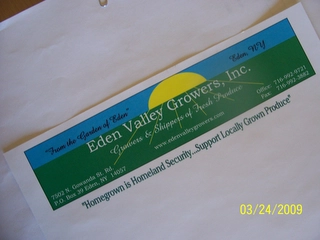 "From the Garden of Eden"
Eden, NY
Eden Valley Growers, Inc.
Growers & Shippers of Fresh Produce
www.edenvalleygrowers.com
7502 N. Gowanda St. Rd.
P.O. Box 39 Eden, NY 14057
Office 716-992-9721
Fax 716-992-3882
"Homegrown is Homeland Security...Support Locally Grown Produce"
03/24/2009